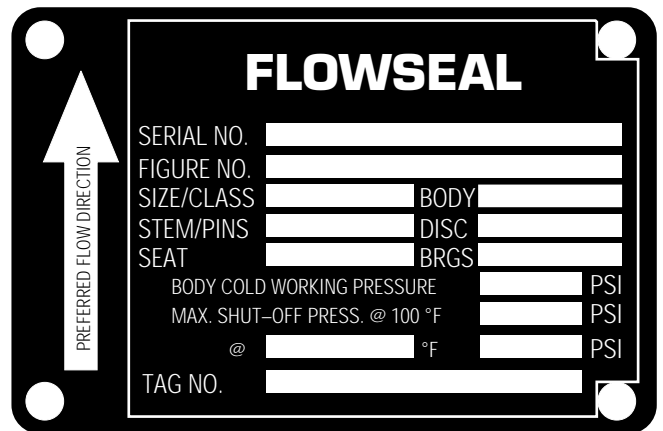 FLOWSEAL
PREFERRED FLOW DIRECTION
SERIAL NO.
FIGURE NO.
SIZE/CLASS BODY
STEM/PINS DISC
SEAT BRGS
BODY COLD WORKING PRESSURE PSI
MAX. SHUT–OFF PRESS. @ 100 °F PSI
@ °F PSI
TAG NO.